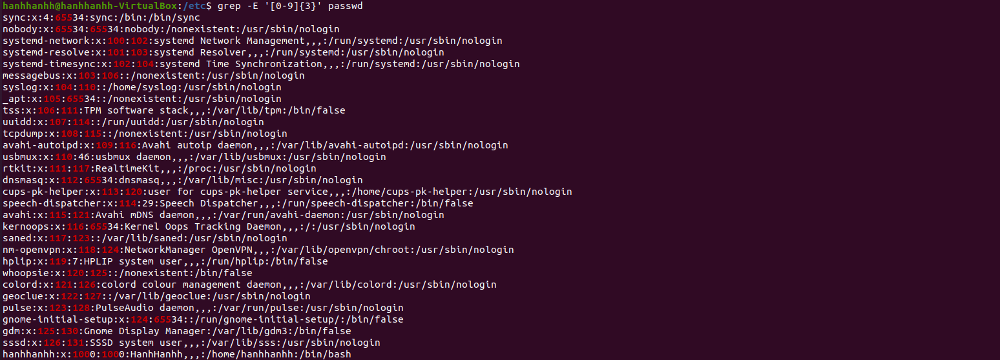 hanhhanhh@hanhhanhh-VirtualBox:/etc$ grep -E '[0-9]{3}' passwd
sync:x:4:65534:sync:/bin:/bin/sync
nobody:x:65534:65534:nobody:/nonexistent:/usr/sbin/nologin
systemd-network:x:100:102:systemd Network Management,,,:/run/systemd:/usr/sbin/nologin
systemd-resolve:x:101:103:systemd Resolver,,,:/run/systemd:/usr/sbin/nologin
systemd-timesync:x:102:104:systemd Time Synchronization,,,:/run/systemd:/usr/sbin/nologin
messagebus:x:103:106::/nonexistent:/usr/sbin/nologin
syslog:x:104:110::/home/syslog:/usr/sbin/nologin
_apt:x:105:65534::/nonexistent:/usr/sbin/nologin
tss:x:106:111:TPM software stack,,,:/var/lib/tpm:/bin/false
uuidd:x:107:114::/run/uuidd:/usr/sbin/nologin
tcpdump:x:108:115::/nonexistent:/usr/sbin/nologin
avahi-autoipd:x:109:116:Avahi autoip daemon,,,:/var/lib/avahi-autoipd:/usr/sbin/nologin
usbmux:x:110:46:usbmux daemon,,,:/var/lib/usbmux:/usr/sbin/nologin
rtkit:x:111:117:RealtimeKit,,,:/proc:/usr/sbin/nologin
dnsmasq:x:112:65534:dnsmasq,,,:/var/lib/misc:/usr/sbin/nologin
cups-pk-helper:x:113:120:user for cups-pk-helper service,,,:/home/cups-pk-helper:/usr/sbin/nologin
speech-dispatcher:x:114:29:Speech Dispatcher,,,:/run/speech-dispatcher:/bin/false
avahi:x:115:121:Avahi mDNS daemon,,,:/var/run/avahi-daemon:/usr/sbin/nologin
kernoops:x:116:65534:Kernel Oops Tracking Daemon,,,:/:/usr/sbin/nologin
saned:x:117:123::/var/lib/saned:/usr/sbin/nologin
nm-openvpn:x:118:124:NetworkManager OpenVPN,,,:/var/lib/openvpn/chroot:/usr/sbin/nologin
hplip:x:119:7:HPLIP system user,,,:/run/hplip:/bin/false
whoopsie:x:120:125::/nonexistent:/bin/false
colord:x:121:126:colord colour management daemon,,,:/var/lib/colord:/usr/sbin/nologin
geoclue:x:122:127::/var/lib/geoclue:/usr/sbin/nologin
pulse:x:123:128:PulseAudio daemon,,,:/var/run/pulse:/usr/sbin/nologin
gnome-initial-setup:x:124:65534::/run/gnome-initial-setup/:/bin/false
gdm:x:125:130:Gnome Display Manager:/var/lib/gdm3:/bin/false
sssd:x:126:131:SSSD system user,,,:/var/lib/sss:/usr/sbin/nologin
hanhhanhh:x:1000:1000:HanhHanhh,,,:/home/hanhhanhh:/bin/bash